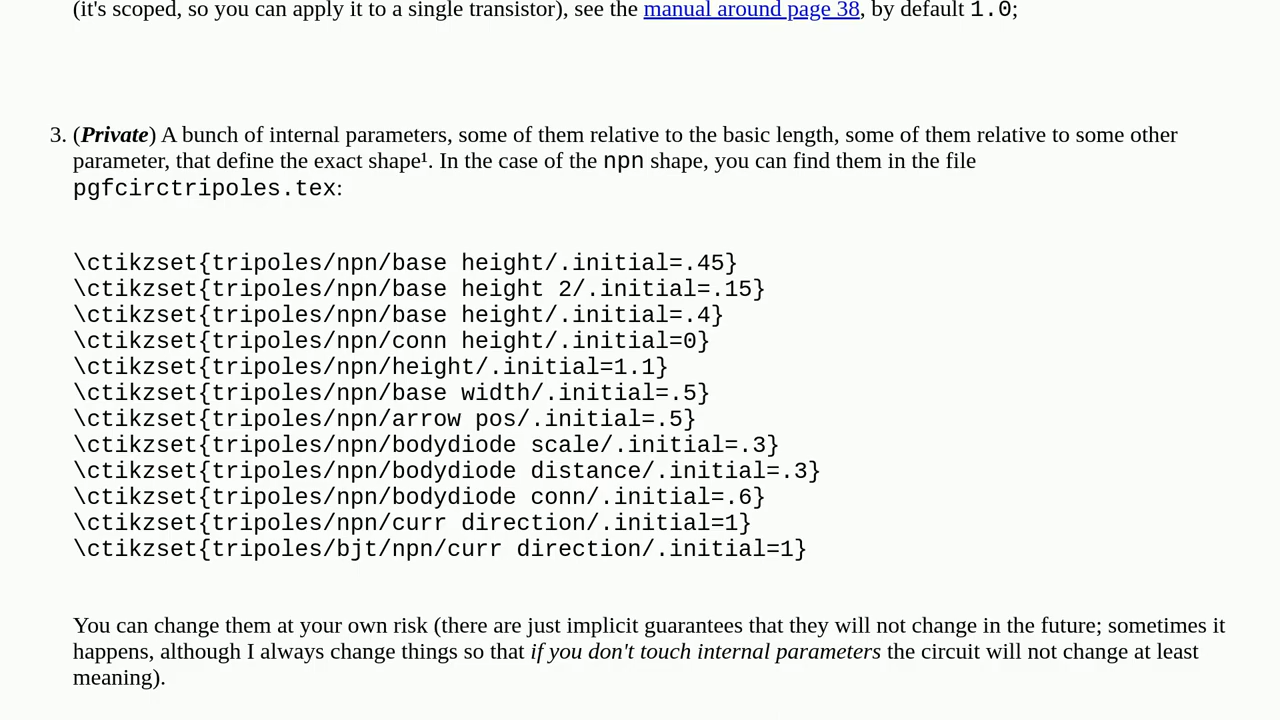 (it's scoped, so you can apply it to a single transistor), see the manual around page 38, by default 1.0;
3. (Private) A bunch of internal parameters, some of them relative to the basic length, some of them relative to some other
parameter, that define the exact shape¹. In the case of the npn shape, you can find them in the file
pgfcirctripoles.tex:
\ctikzset{tripoles/npn/base height/.initial=.45}
\ctikzset{tripoles/npn/base height 2/.initial=.15}
\ctikzset{tripoles/npn/base height/.initial=.4}
\ctikzset{tripoles/npn/conn height/.initial=0}
\ctikzset{tripoles/npn/height/.initial=1.1}
\ctikzset{tripoles/npn/base width/.initial=.5}
\ctikzset{tripoles/npn/arrow pos/.initial=.5}
\ctikzset{tripoles/npn/bodydiode scale/.initial=.3}
\ctikzset{tripoles/npn/bodydiode distance/.initial=.3}
\ctikzset{tripoles/npn/bodydiode conn/.initial=.6}
\ctikzset{tripoles/npn/curr direction/.initial=1}
\ctikzset{tripoles/bjt/npn/curr direction/.initial=1}
You can change them at your own risk (there are just implicit guarantees that they will not change in the future; sometimes it
happens, although I always change things so that if you don't touch internal parameters the circuit will not change at least
meaning).